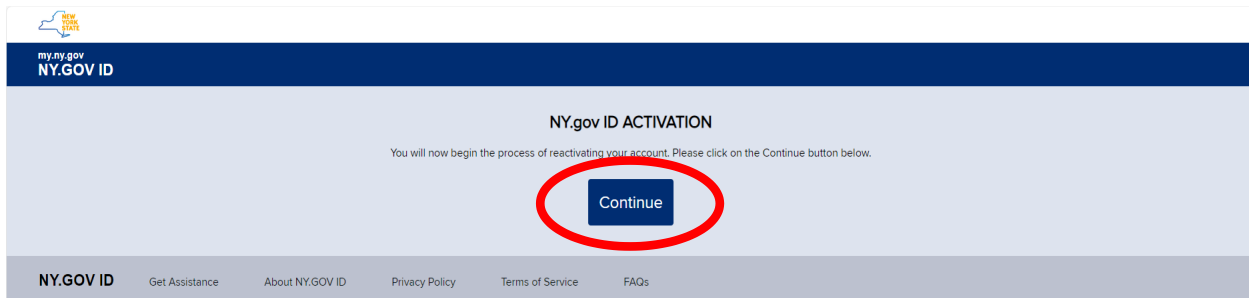 NEW
YORK
STATE
my.ny.gov
NY.GOV ID
NY.gov ID ACTIVATION
You will now begin the process of reactivating your account. Please click on the Continue button below.
Continue
NY.GOV ID Get Assistance About NY.GOV ID Privacy Policy Terms of Service FAQs